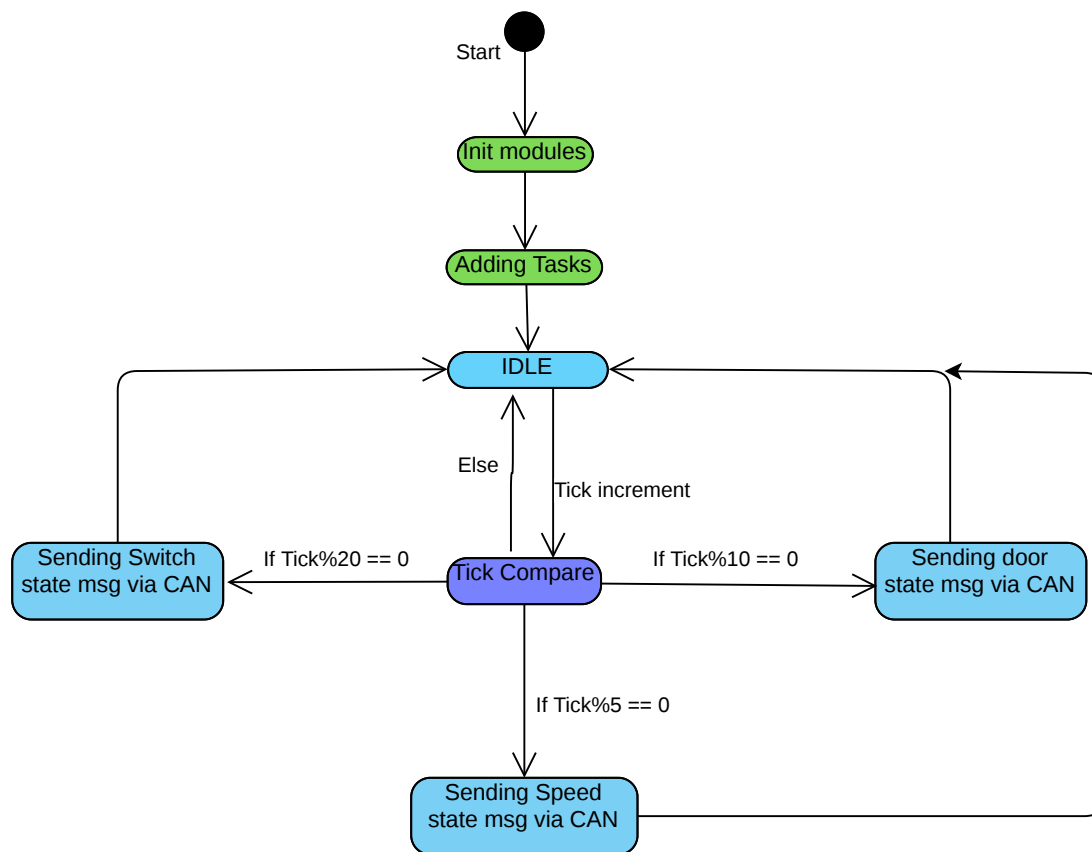 Start
Init modules
Adding Tasks
IDLE
Else
Tick increment
Sending Switch
state msg via CAN
If Tick%20 == 0
Tick Compare
If Tick%10 == 0
Sending door
state msg via CAN
If Tick%5 == 0
Sending Speed
state msg via CAN